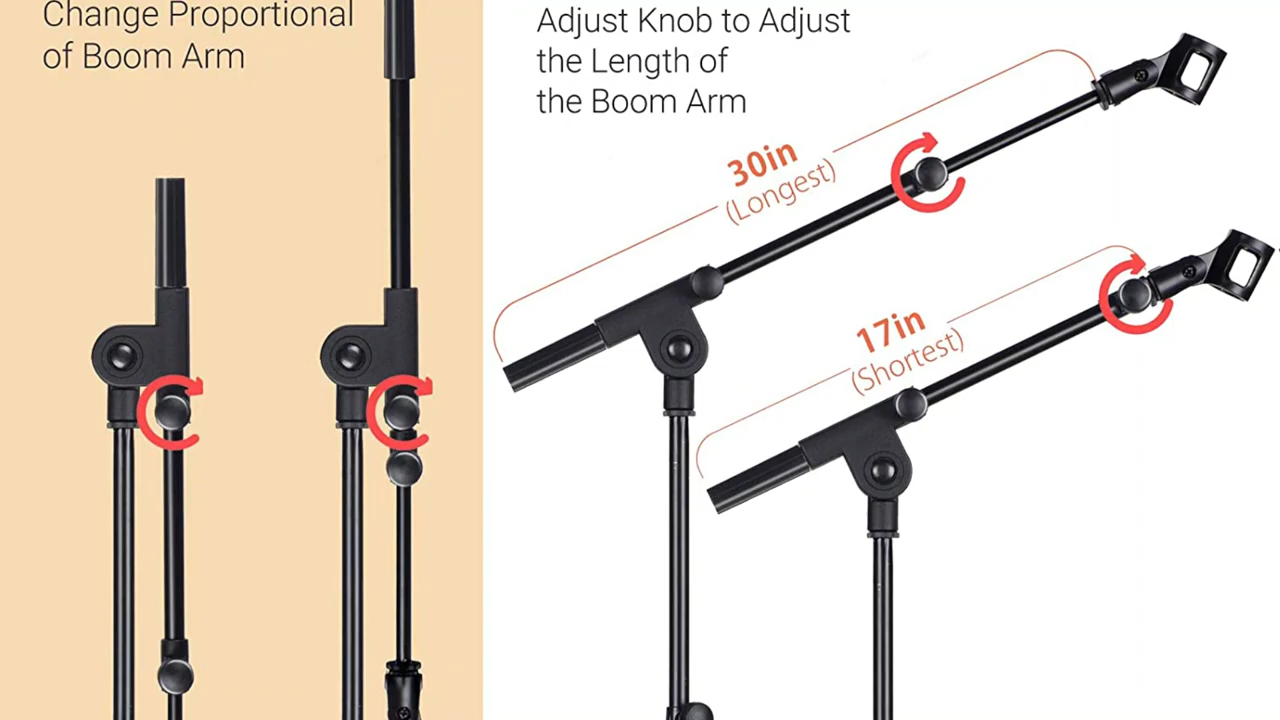 Change Proportional
of Boom Arm
Adjust Knob to Adjust
the Length of
the Boom Arm
30in
(Longest)
17in
(Shortest)